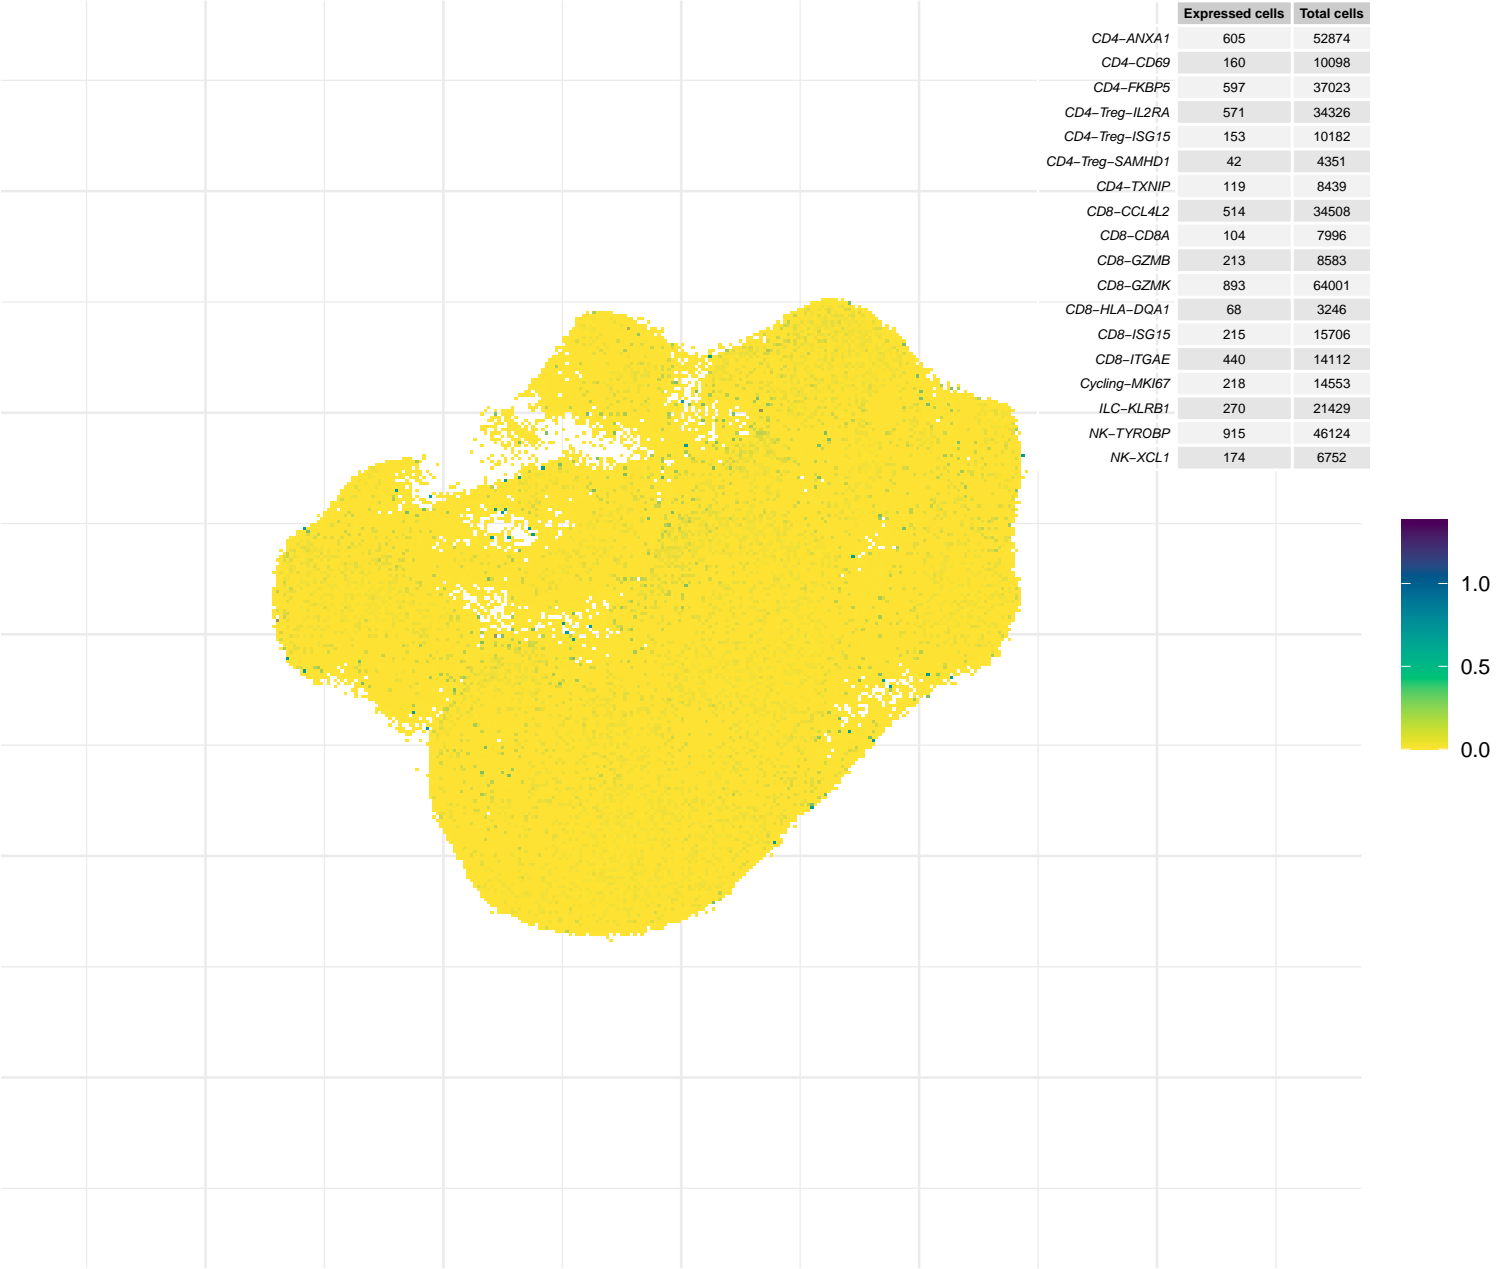 Expressed cells Total cells
CD4−ANXA1 605 52874
CD4−CD69 160 10098
CD4−FKBP5 597 37023
CD4−Treg−IL2RA 571 34326
CD4−Treg−ISG15 153 10182
CD4−Treg−SAMHD1 42 4351
CD4−TXNIP 119 8439
CD8−CCL4L2 514 34508
CD8−CD8A 104 7996
CD8−GZMB 213 8583
CD8−GZMK 893 64001
CD8−HLA−DQA1 68 3246
CD8−ISG15 215 15706
CD8−ITGAE 440 14112
Cycling−MKI67 218 14553
ILC−KLRB1 270 21429
NK−TYROBP 915 46124
NK−XCL1 174 6752
1.0
0.5
0.0